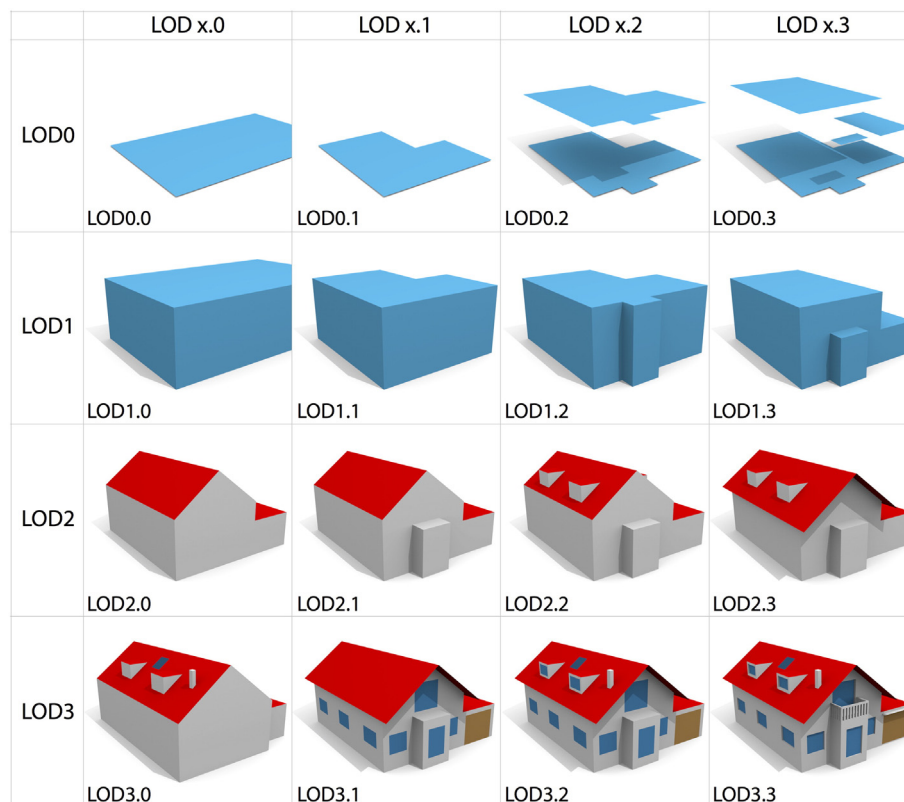 LOD x.0 LOD x.1 LOD x.2 LOD x.3
LOD0
LOD0.0 LOD0.1 LOD0.2 LOD0.3
LOD1
LOD1.0 LOD1.1 LOD1.2 LOD1.3
LOD2
LOD2.0 LOD2.1 LOD2.2 LOD2.3
LOD3
LOD3.0 LOD3.1 LOD3.2 LOD3.3